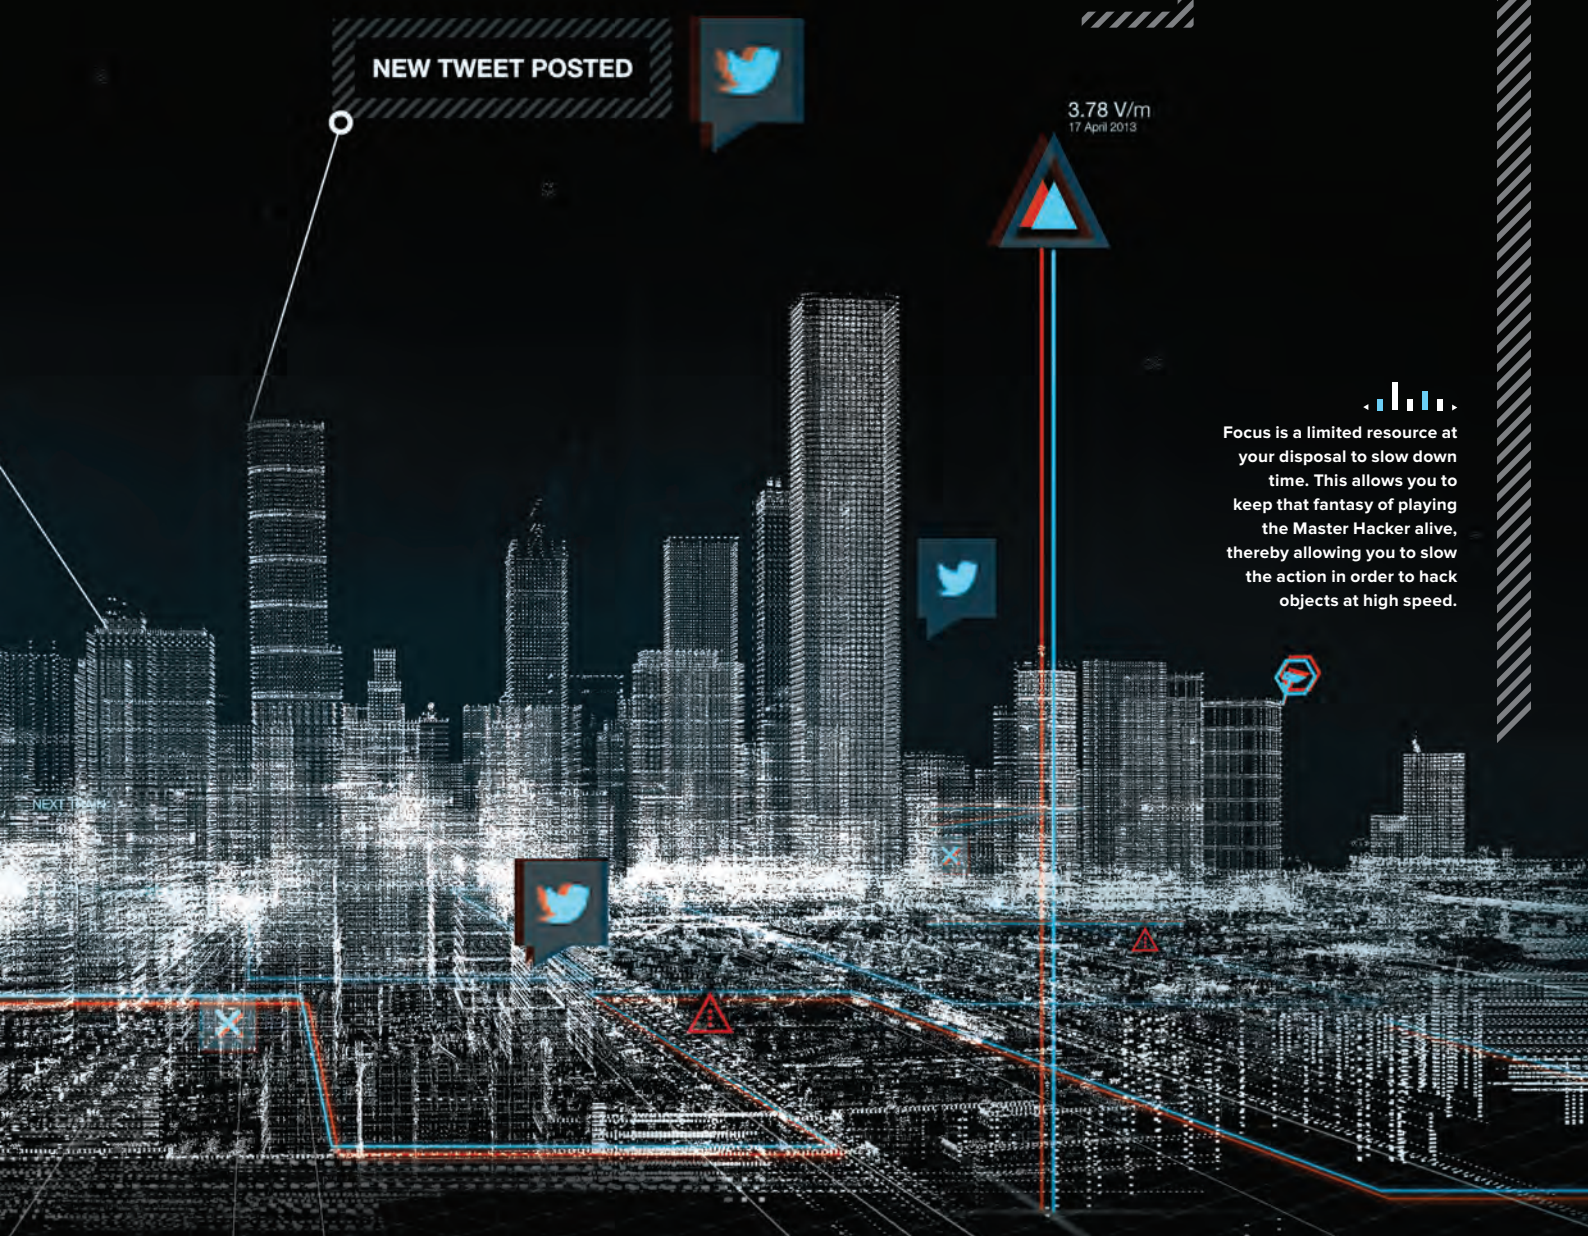 NEW TWEET POSTED
3.78 V/m
17 April 2013
Focus is a limited resource at
your disposal to slow down
time. This allows you to
keep that fantasy of playing
the Master Hacker alive,
thereby allowing you to slow
the action in order to hack
objects at high speed.
NEXT TRAIN